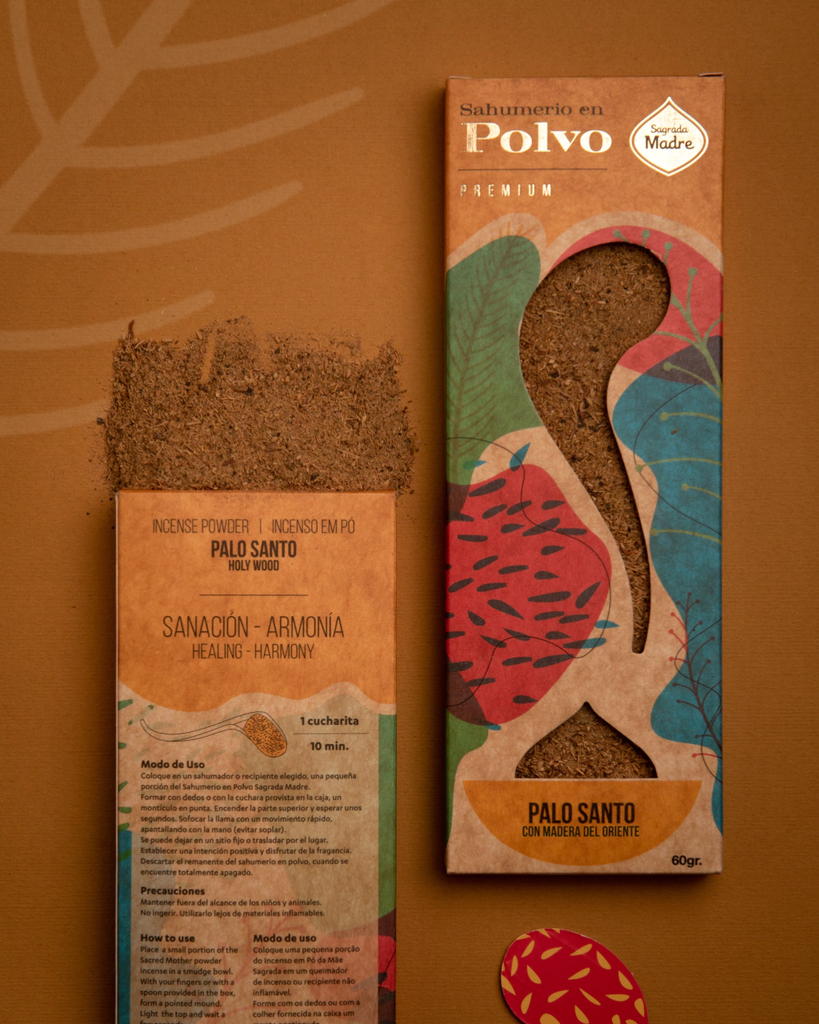 Sahumerio en
Polvo
PREMIUM
Sagrada
Madre
PALO SANTO
CON MADERA DEL ORIENTE
60gr.
INCENSE POWDER | INCENSO EM PÓ
PALO SANTO
HOLY WOOD
SANACIÓN - ARMONÍA
HEALING - HARMONY
1 cucharita
10 min.
Modo de Uso
Coloque en un sahumador o recipiente elegido, una pequeña
porción del Sahumerio en Polvo Sagrada Madre.
Formar con dedos o con la cuchara provista en la caja, un
montículo en punta. Encender la parte superior y esperar unos
segundos. Sofocar la llama con un movimiento rápido,
apantallando con la mano (evitar soplar).
Se puede dejar en un sitio fijo o trasladar por el lugar.
Establecer una intención positiva y disfrutar de la fragancia.
Descartar el remanente del sahumerio en polvo, cuando se
encuentre totalmente apagado.
Precauciones
Mantener fuera del alcance de los niños y animales.
No ingerir. Utilizarlo lejos de materiales inflamables.
How to use
Place a small portion of the
Sacred Mother powder
incense in a smudge bowl.
With your fingers or with a
spoon provided in the box,
form a pointed mound.
Light the top and wait a
Modo de uso
Coloque uma pequena porção
do Incenso em Pó da Mãe
Sagrada em um queimador
de incenso ou recipiente não
inflamável.
Forme com os dedos ou com a
colher fornecida na caixa um